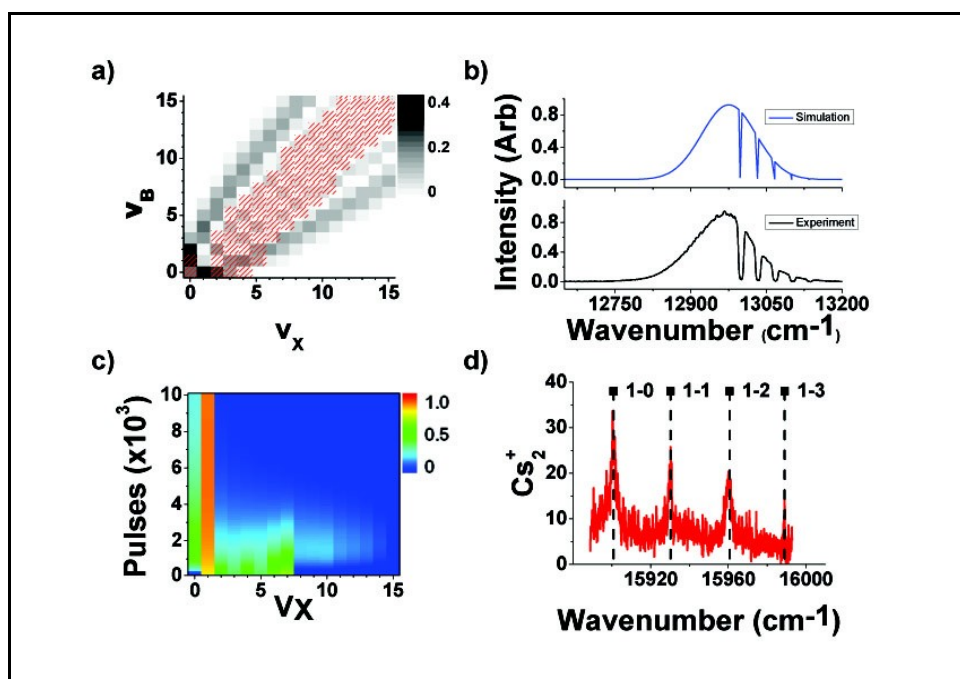 a)
15
10
5
0
0 5 10 15
v_B
v_X
0.4
0.2
0
b)
Intensity (Arb)
0.8
0.0
Simulation
0.8
0.0
Experiment
12750 12900 13050 13200
Wavenumber (cm-1)
c)
Pulses (x10^3)
10
8
6
4
2
0
0 5 10 15
VX
1.0
0.5
0
d)
Cs_2^+
40
30
20
10
0
1-0 1-1 1-2 1-3
15920 15960 16000
Wavenumber (cm-1)